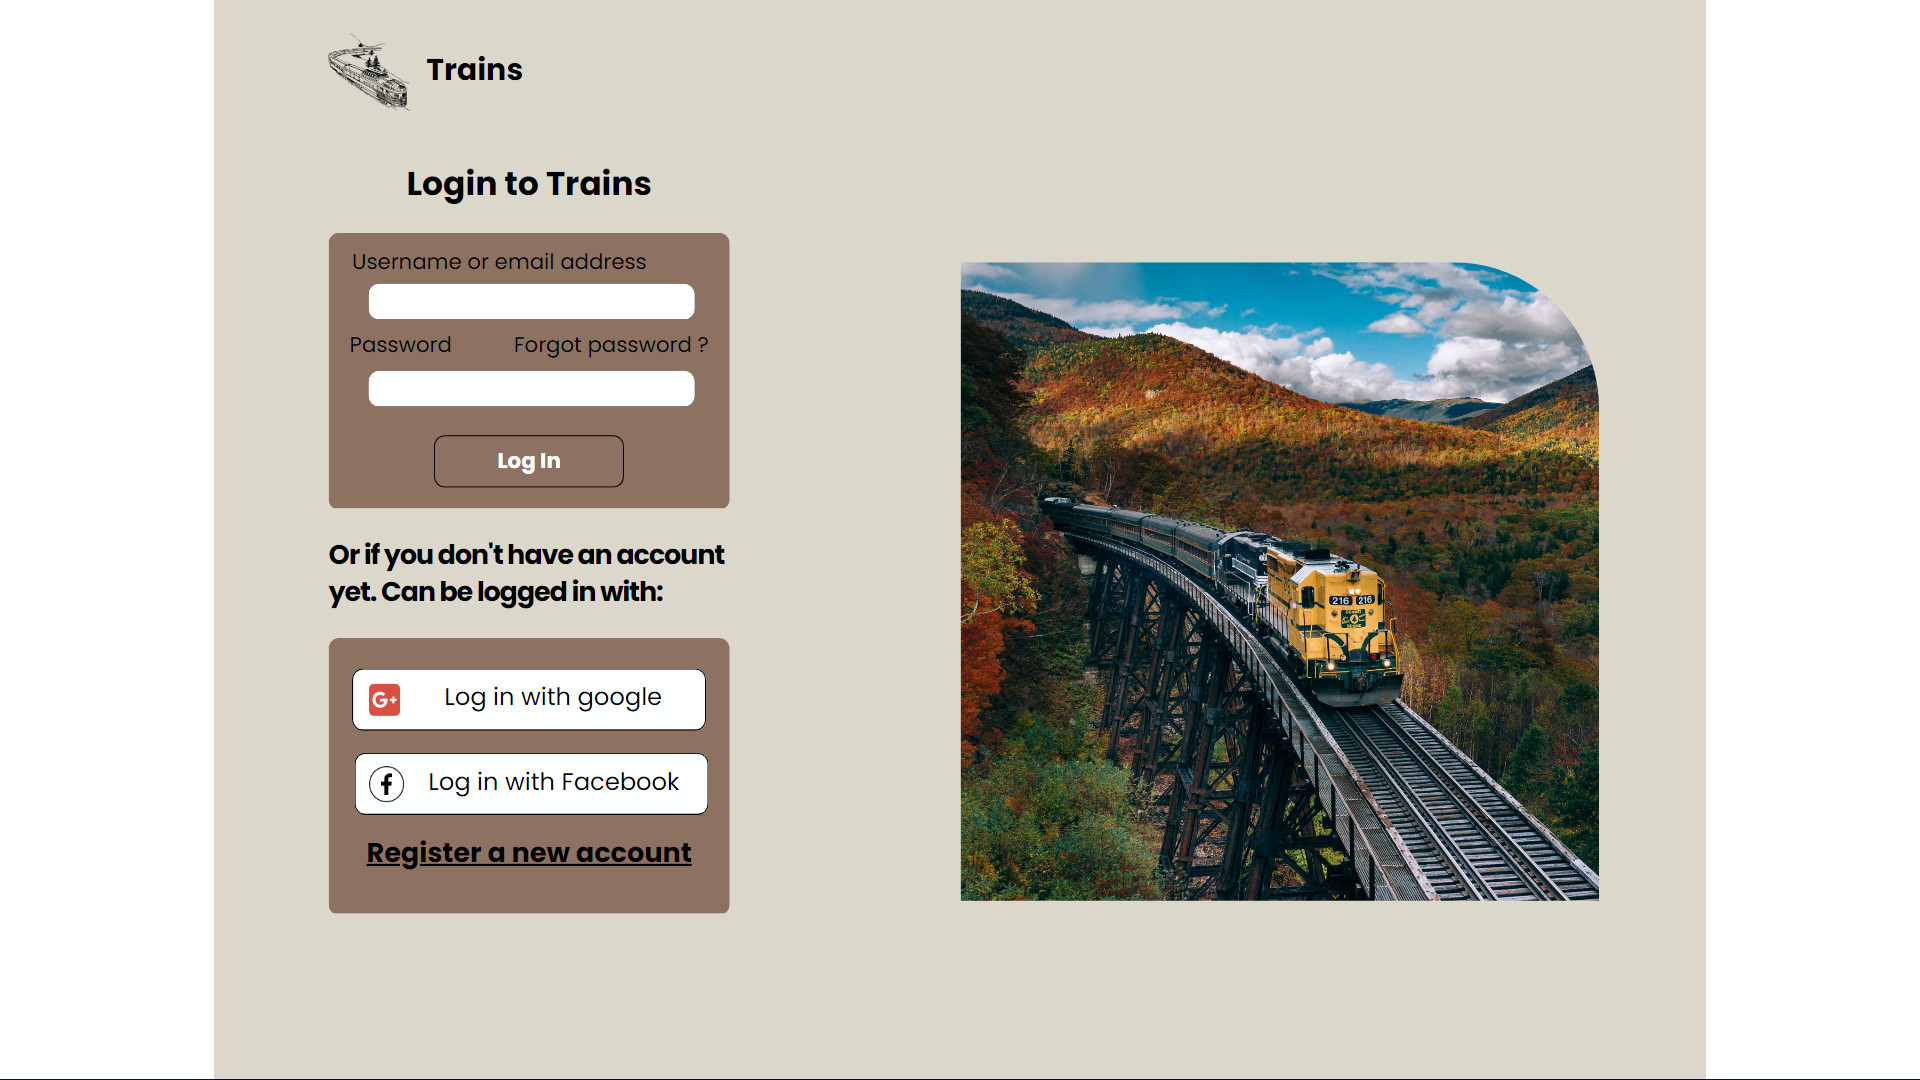 Trains
Login to Trains
Username or email address
Password
Forgot password ?
Log In
Or if you don't have an account
yet. Can be logged in with:
G+
Log in with google
f
Log in with Facebook
Register a new account
216 216